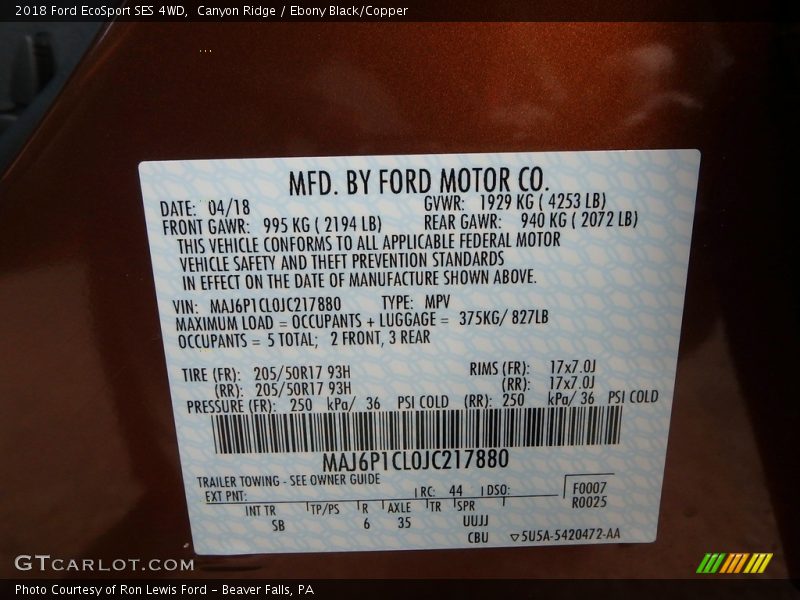 2018 Ford EcoSport SES 4WD,  Canyon Ridge / Ebony Black/Copper
MFD. BY FORD MOTOR CO.
DATE: 04/18 GVWR: 1929 KG ( 4253 LB)
FRONT GAWR: 995 KG ( 2194 LB) REAR GAWR: 940 KG ( 2072 LB)
THIS VEHICLE CONFORMS TO ALL APPLICABLE FEDERAL MOTOR
VEHICLE SAFETY AND THEFT PREVENTION STANDARDS
IN EFFECT ON THE DATE OF MANUFACTURE SHOWN ABOVE.
VIN: MAJ6P1CL0JC217880 TYPE: MPV
MAXIMUM LOAD = OCCUPANTS + LUGGAGE = 375KG/ 827LB
OCCUPANTS = 5 TOTAL; 2 FRONT, 3 REAR
TIRE (FR): 205/50R17 93H RIMS (FR): 17x7.0J
(RR): 205/50R17 93H (RR): 17x7.0J
PRESSURE (FR): 250 kPa/ 36 PSI COLD (RR): 250 kPa/ 36 PSI COLD
MAJ6P1CL0JC217880
TRAILER TOWING - SEE OWNER GUIDE
EXT PNT: RC: 44 DSO: F0007
R0025
INT TR TP/PS R AXLE TR SPR
SB 6 35 UUJJ
CBU ▽5U5A-5420472-AA
GTCARLOT.COM
Photo Courtesy of Ron Lewis Ford - Beaver Falls, PA